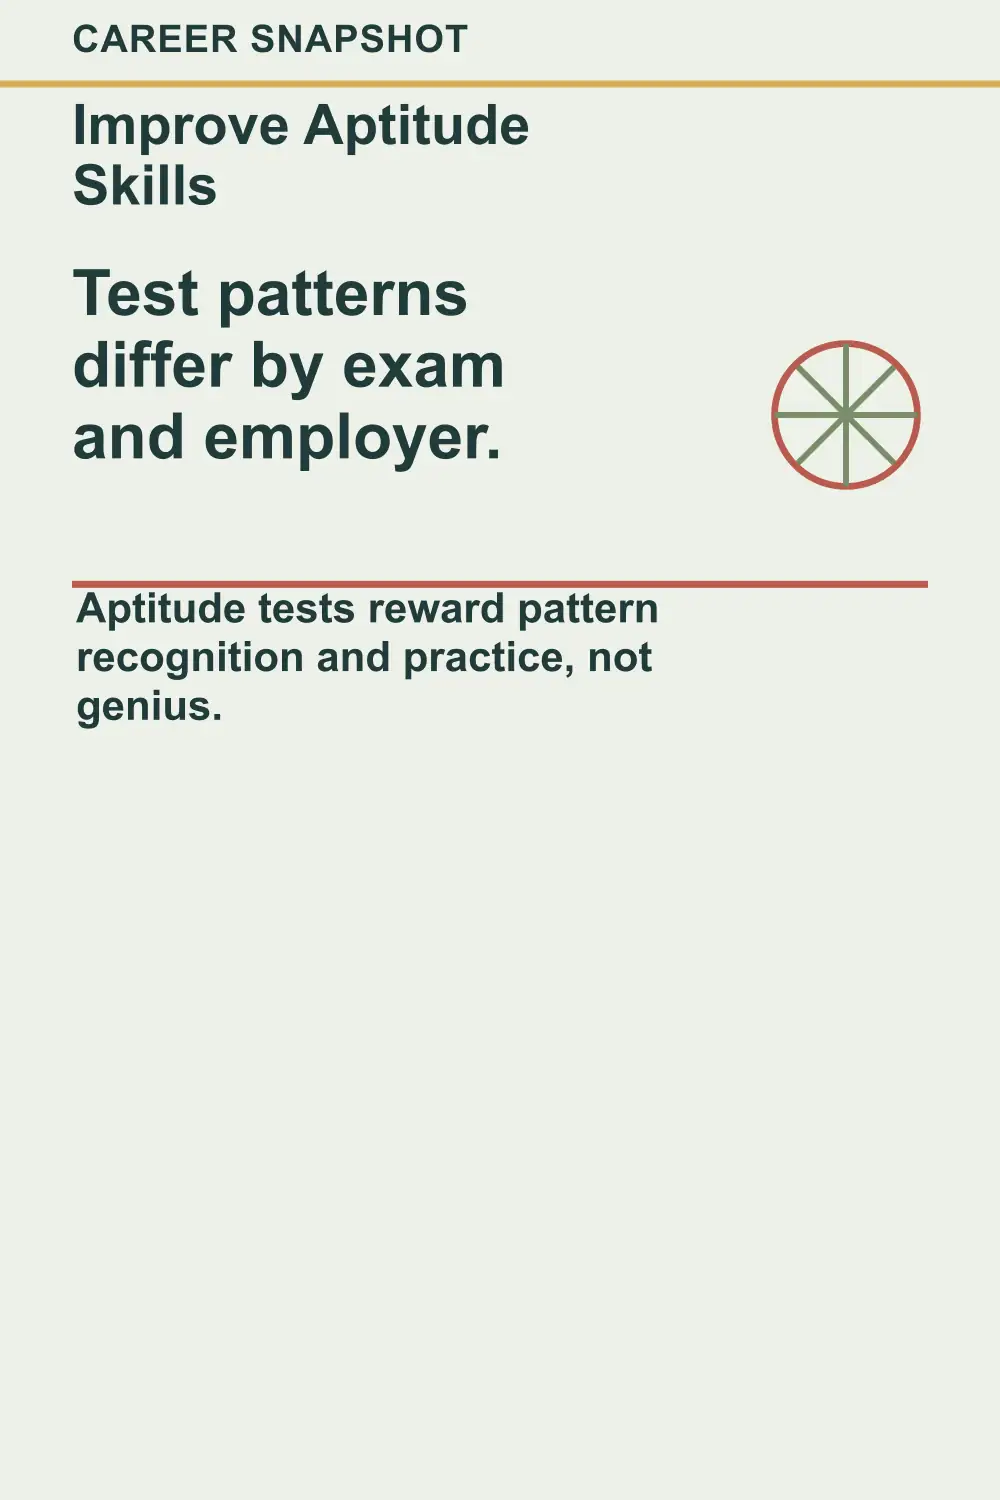 CAREER SNAPSHOT
Improve Aptitude
Skills
Test patterns
differ by exam
and employer.
Aptitude tests reward pattern
recognition and practice, not
genius.